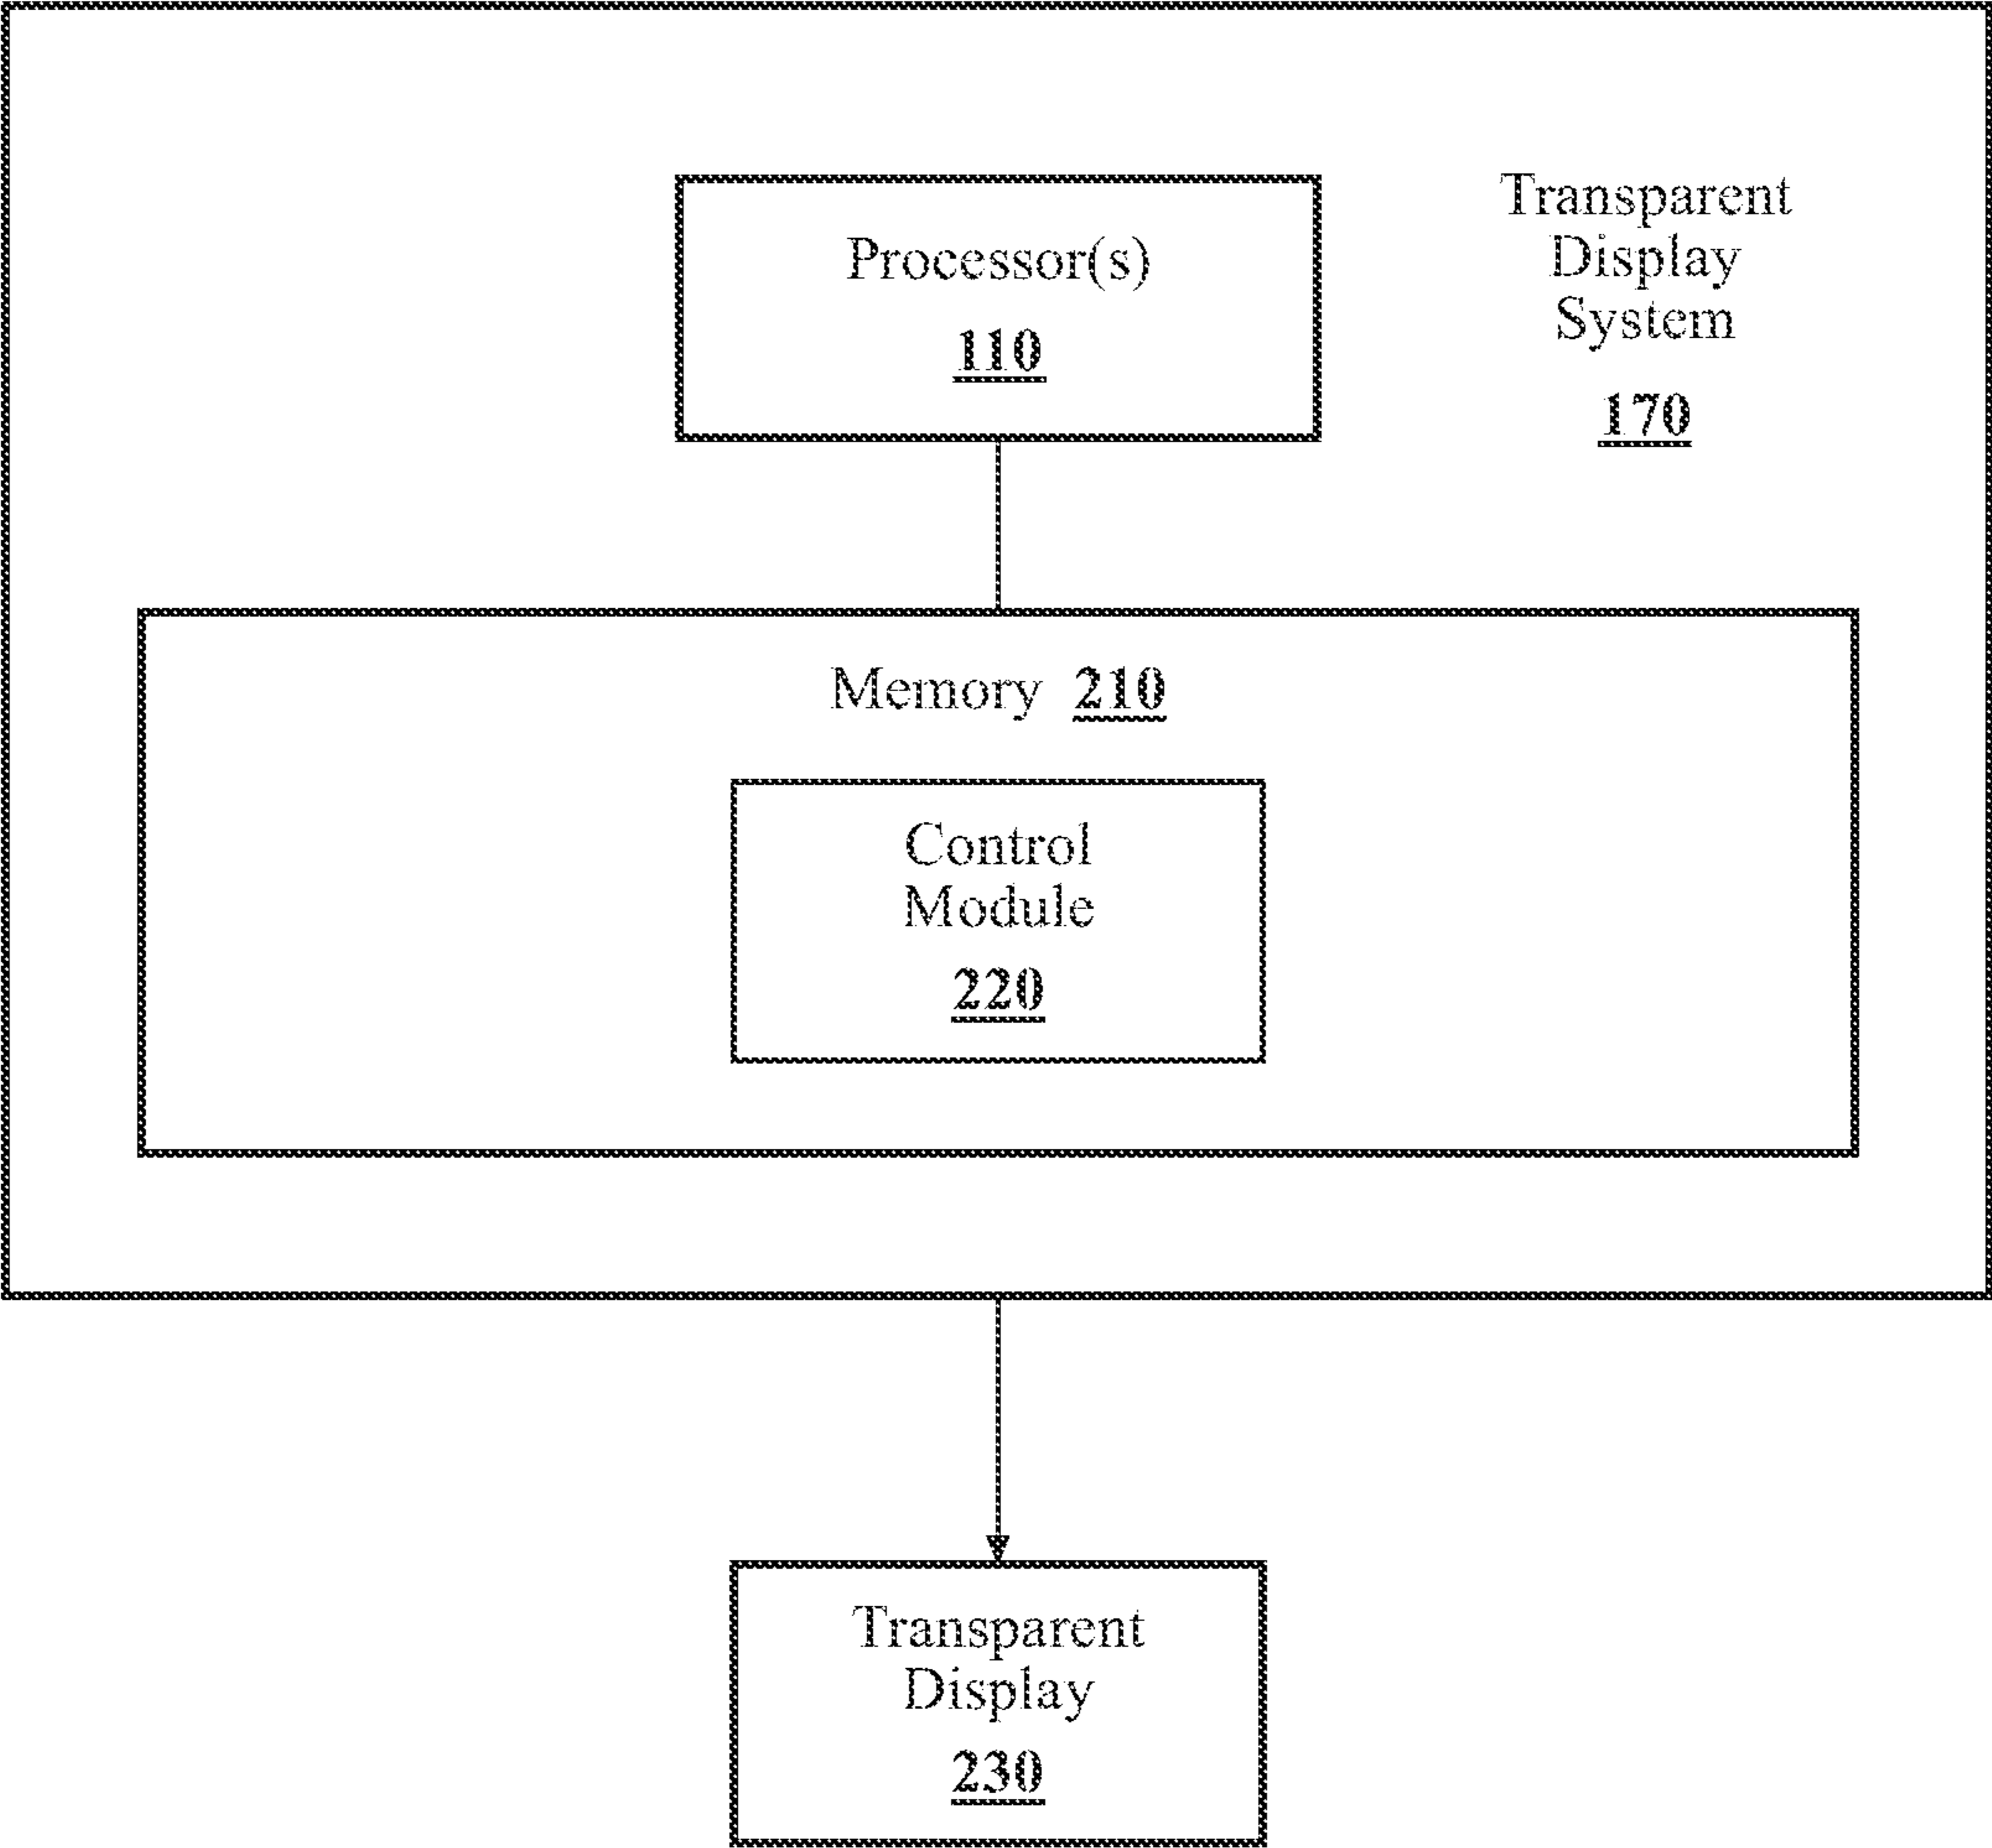 Processor(s)
110
Transparent
Display
System
170
Memory 210
Control
Module
220
Transparent
Display
230